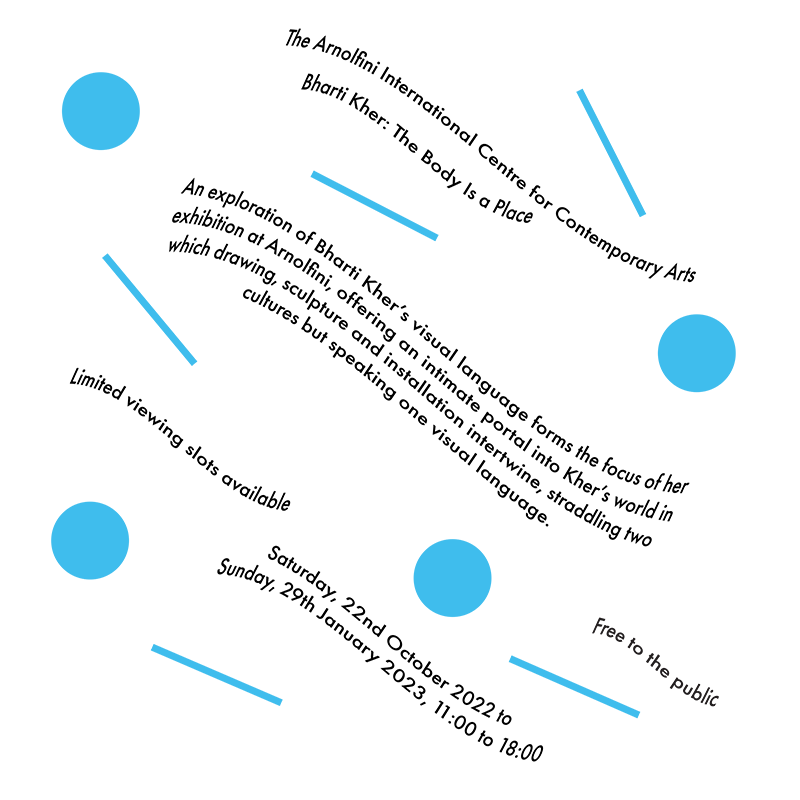 The Arnolfini International Centre for Contemporary Arts
Bharti Kher: The Body Is a Place
An exploration of Bharti Kher’s visual language forms the focus of her
exhibition at Arnolfini, offering an intimate portal into Kher’s world in
which drawing, sculpture and installation intertwine, straddling two
cultures but speaking one visual language.
Limited viewing slots available
Saturday, 22nd October 2022 to
Sunday, 29th January 2023, 11:00 to 18:00
Free to the public